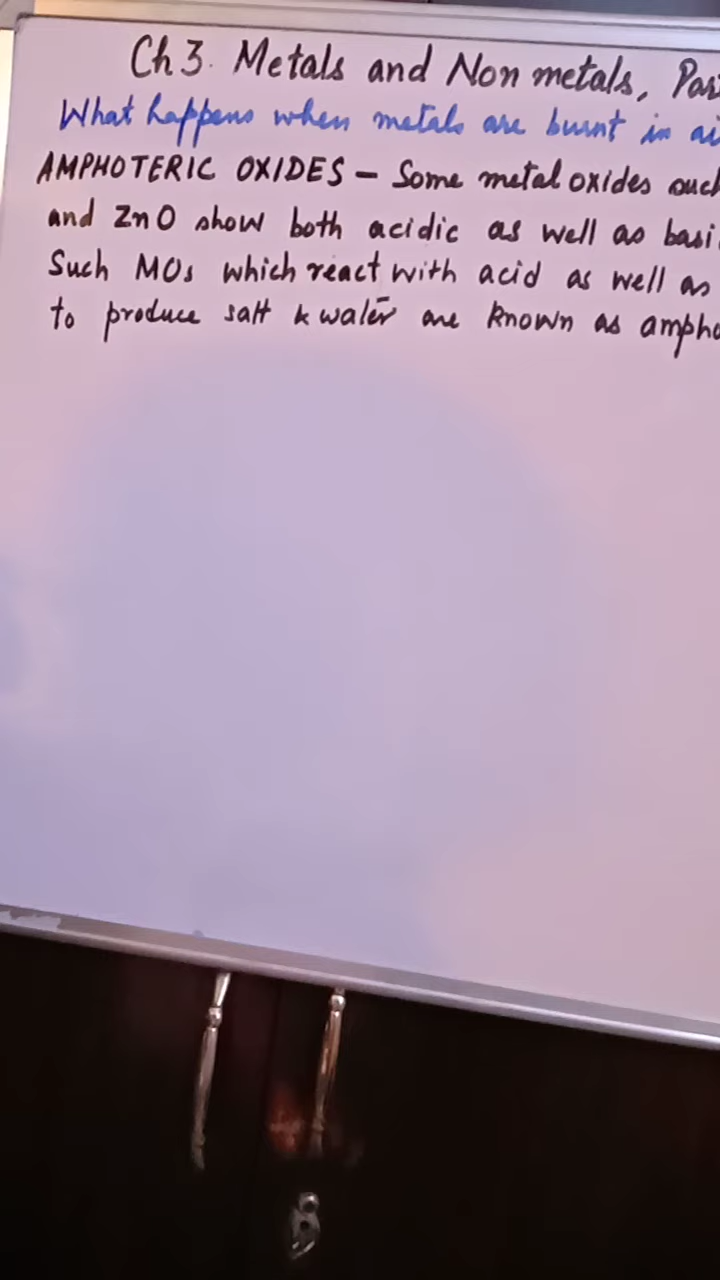 Ch 3. Metals and Non metals, Par
What happens when metals are burnt in ai
AMPHOTERIC OXIDES - Some metal oxides such
and ZnO show both acidic as well as basi
Such MOs which react with acid as well as
to produce salt & water are known as ampho